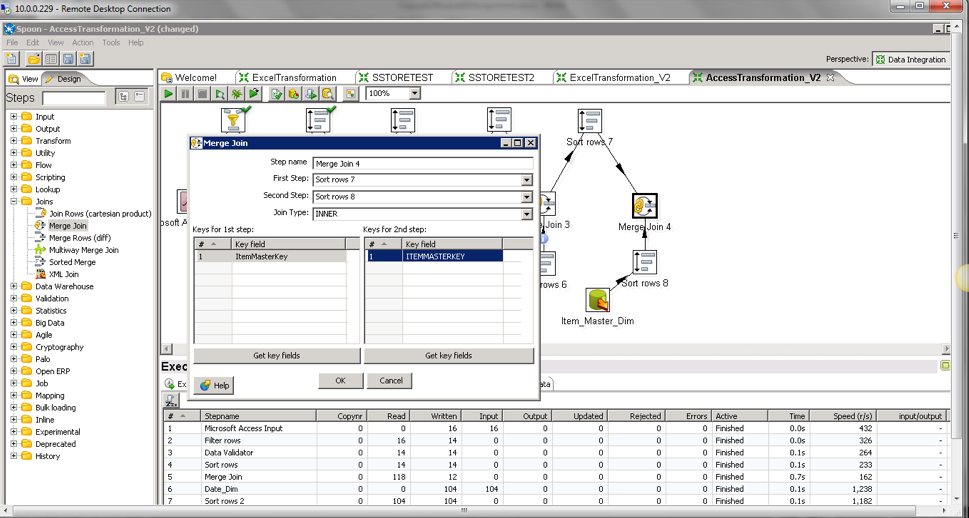 10.0.0.229 - Remote Desktop Connection
Spoon - AccessTransformation_V2 (changed)
File Edit View Action Tools Help
Perspective: Data Integration
View Design
Welcome! ExcelTransformation SSTORETEST SSTORETEST2 ExcelTransformation_V2 AccessTransformation_V2
Steps
100%
Input
Output
Transform
Utility
Flow
Scripting
Lookup
Joins
Join Rows (cartesian product)
Merge Join
Merge Rows (diff)
Multiway Merge Join
Sorted Merge
XML Join
Data Warehouse
Validation
Statistics
Big Data
Agile
Cryptography
Palo
Open ERP
Job
Mapping
Bulk loading
Inline
Experimental
Deprecated
History
Sort rows 7
osoft A
Join 3
Merge Join 4
ows 6
Sort rows 8
Item_Master_Dim
Merge Join
Step name Merge Join 4
First Step: Sort rows 7
Second Step: Sort rows 8
Join Type: INNER
Keys for 1st step: Keys for 2nd step:
# Key field # Key field
1 ItemMasterKey 1 ITEMMASTERKEY
Get key fields Get key fields
Help OK Cancel
Exec
Ex ata
# Stepname Copynr Read Written Input Output Updated Rejected Errors Active Time Speed (r/s) input/output
1 Microsoft Access Input 0 0 16 16 0 0 0 0 Finished 0.0s 432 -
2 Filter rows 0 16 14 0 0 0 0 0 Finished 0.0s 326 -
3 Data Validator 0 14 14 0 0 0 0 0 Finished 0.1s 264 -
4 Sort rows 0 14 14 0 0 0 0 0 Finished 0.1s 233 -
5 Merge Join 0 118 12 0 0 0 0 0 Finished 0.7s 162 -
6 Date_Dim 0 0 104 104 0 0 0 0 Finished 0.1s 1,238 -
7 Sort rows 2 0 104 104 0 0 0 0 0 Finished 0.1s 1,182 -